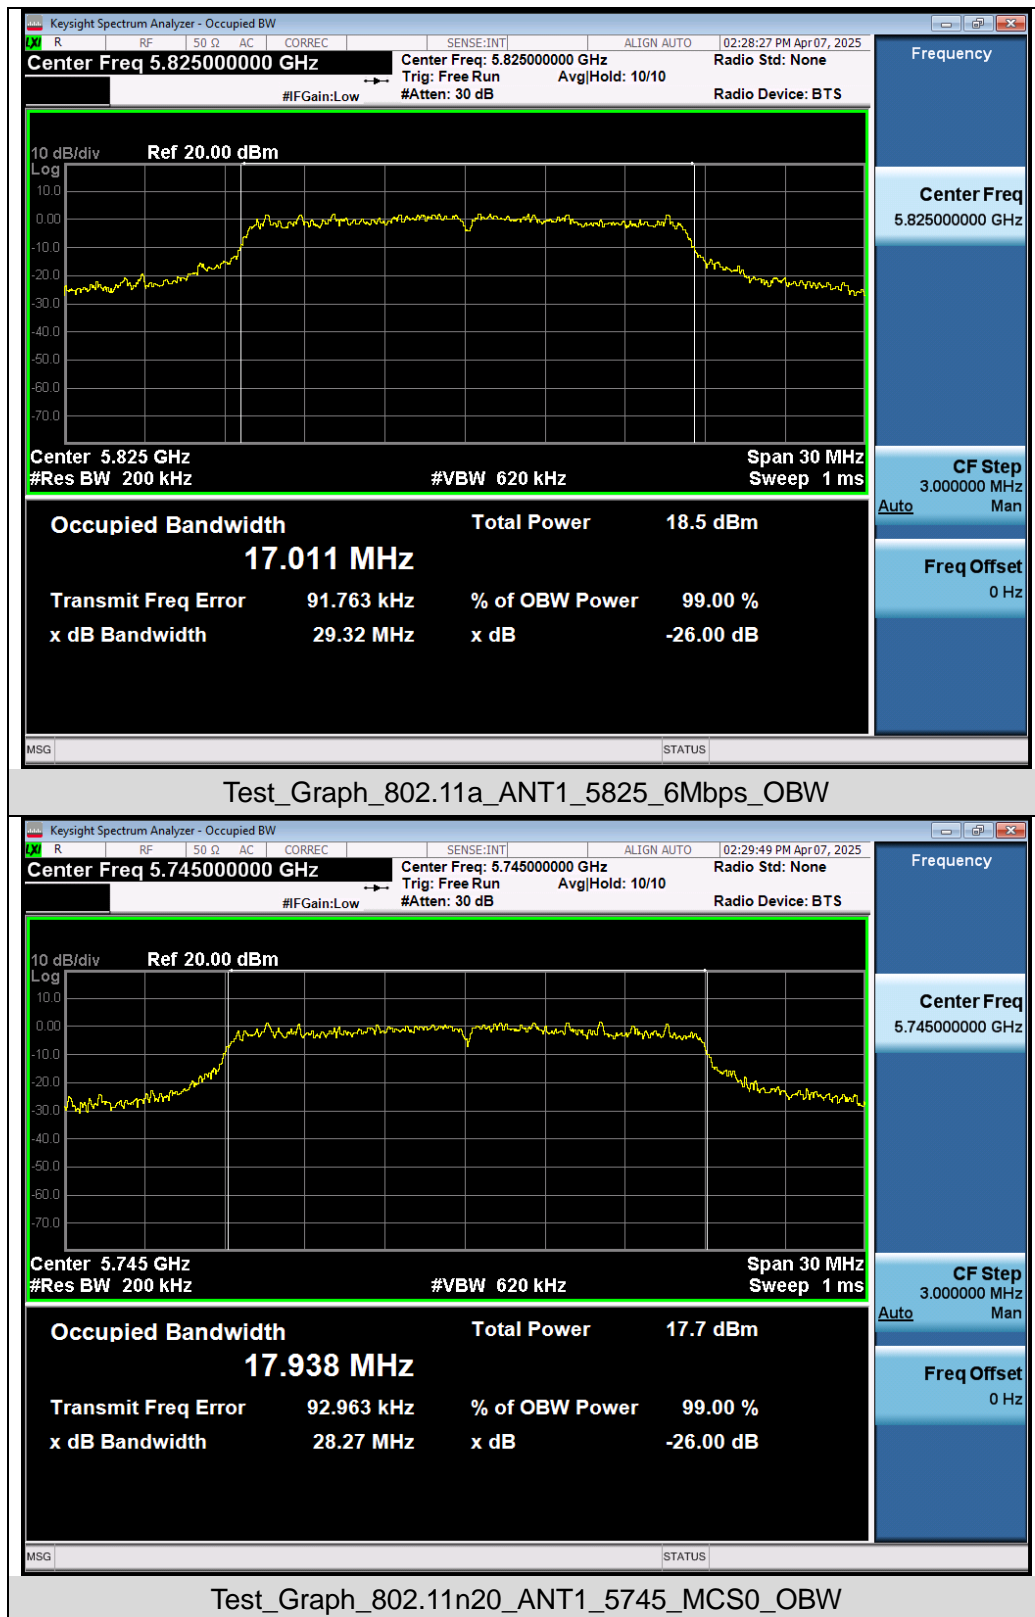 Keysight Spectrum Analyzer - Occupied BW
LXI R RF 50 Ω AC CORREC SENSE:INT ALIGN AUTO 02:28:27 PM Apr 07, 2025
Center Freq 5.825000000 GHz
Center Freq: 5.825000000 GHz
Radio Std: None
Trig: Free Run
Avg|Hold: 10/10
#IFGain:Low
#Atten: 30 dB
Radio Device: BTS
Frequency
10 dB/div
Ref 20.00 dBm
Log
10.0
0.00
-10.0
-20.0
-30.0
-40.0
-50.0
-60.0
-70.0
Center 5.825 GHz
Span 30 MHz
#Res BW 200 kHz
#VBW 620 kHz
Sweep 1 ms
Center Freq
5.825000000 GHz
CF Step
3.000000 MHz
Auto Man
Freq Offset
0 Hz
Occupied Bandwidth
17.011 MHz
Total Power 18.5 dBm
Transmit Freq Error 91.763 kHz
% of OBW Power 99.00 %
x dB Bandwidth 29.32 MHz
x dB -26.00 dB
MSG STATUS
Test_Graph_802.11a_ANT1_5825_6Mbps_OBW
Keysight Spectrum Analyzer - Occupied BW
LXI R RF 50 Ω AC CORREC SENSE:INT ALIGN AUTO 02:29:49 PM Apr 07, 2025
Center Freq 5.745000000 GHz
Center Freq: 5.745000000 GHz
Radio Std: None
Trig: Free Run
Avg|Hold: 10/10
#IFGain:Low
#Atten: 30 dB
Radio Device: BTS
Frequency
10 dB/div
Ref 20.00 dBm
Log
10.0
0.00
-10.0
-20.0
-30.0
-40.0
-50.0
-60.0
-70.0
Center 5.745 GHz
Span 30 MHz
#Res BW 200 kHz
#VBW 620 kHz
Sweep 1 ms
Center Freq
5.745000000 GHz
CF Step
3.000000 MHz
Auto Man
Freq Offset
0 Hz
Occupied Bandwidth
17.938 MHz
Total Power 17.7 dBm
Transmit Freq Error 92.963 kHz
% of OBW Power 99.00 %
x dB Bandwidth 28.27 MHz
x dB -26.00 dB
MSG STATUS
Test_Graph_802.11n20_ANT1_5745_MCS0_OBW